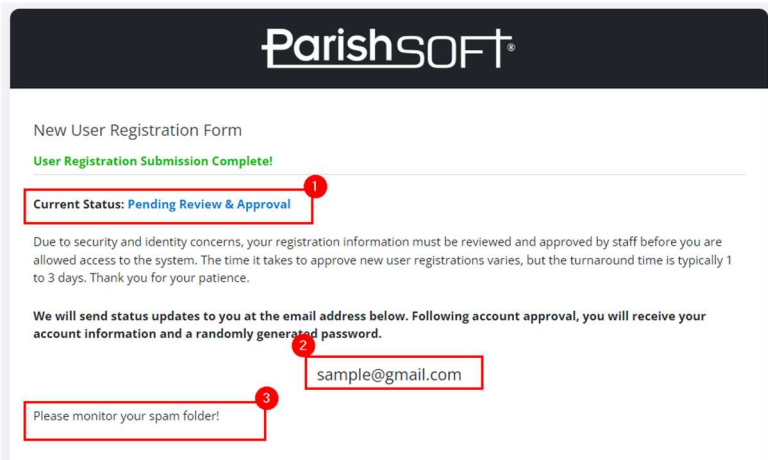 ParishSOFT®
New User Registration Form
User Registration Submission Complete!
1
Current Status: Pending Review & Approval
Due to security and identity concerns, your registration information must be reviewed and approved by staff before you are
allowed access to the system. The time it takes to approve new user registrations varies, but the turnaround time is typically 1
to 3 days. Thank you for your patience.
We will send status updates to you at the email address below. Following account approval, you will receive your
account information and a randomly generated password.
2
sample@gmail.com
3
Please monitor your spam folder!